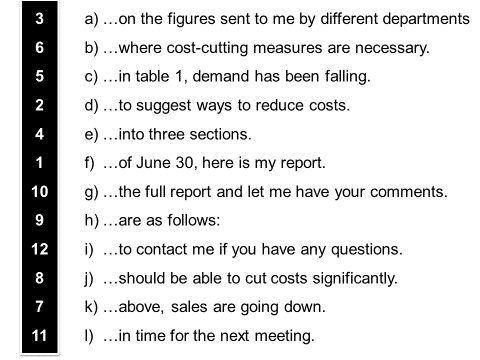 3 a) …on the figures sent to me by different departments
6 b) …where cost-cutting measures are necessary.
5 c) …in table 1, demand has been falling.
2 d) …to suggest ways to reduce costs.
4 e) …into three sections.
1 f) …of June 30, here is my report.
10 g) …the full report and let me have your comments.
9 h) …are as follows:
12 i) …to contact me if you have any questions.
8 j) …should be able to cut costs significantly.
7 k) …above, sales are going down.
11 l) …in time for the next meeting.